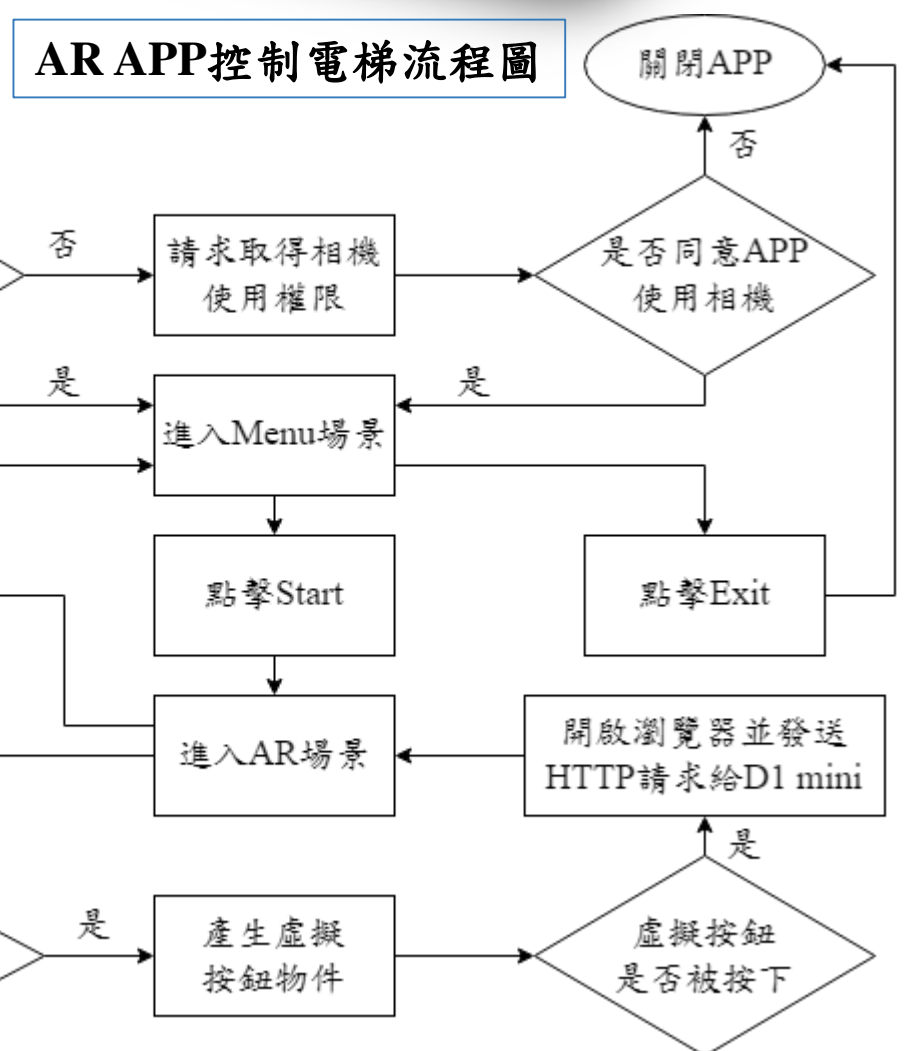 AR APP控制電梯流程圖
關閉APP
否
否
請求取得相機
使用權限
是否同意APP
使用相機
是
是
進入Menu場景
點擊Start
點擊Exit
進入AR場景
開啟瀏覽器並發送
HTTP請求給D1 mini
是
是
產生虛擬
按鈕物件
虛擬按鈕
是否被按下